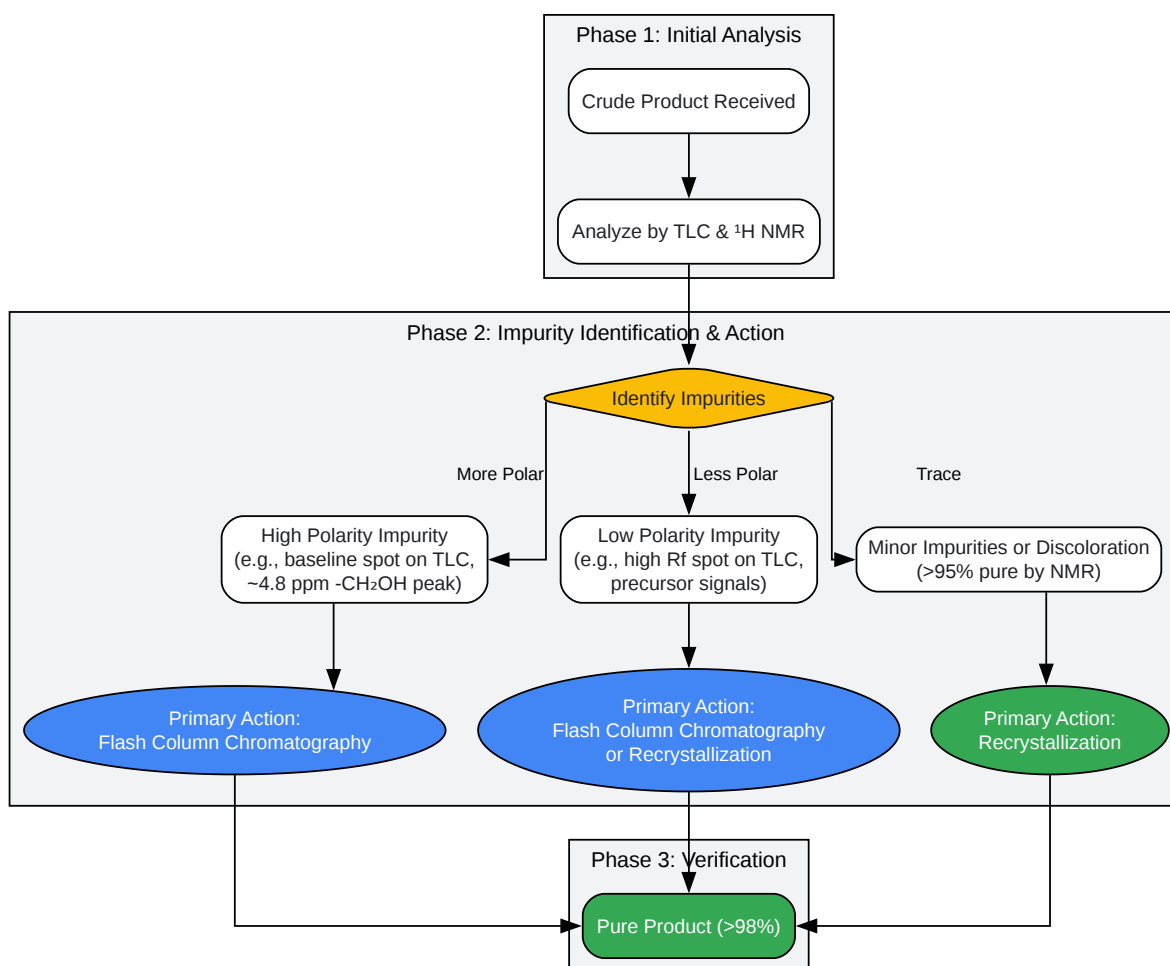 Phase 1: Initial Analysis
Crude Product Received
Analyze by TLC & ¹H NMR
Phase 2: Impurity Identification & Action
Identify Impurities
More Polar
Less Polar
Trace
High Polarity Impurity
(e.g., baseline spot on TLC,
~4.8 ppm -CH₂OH peak)
Low Polarity Impurity
(e.g., high Rf spot on TLC,
precursor signals)
Minor Impurities or Discoloration
(>95% pure by NMR)
Primary Action:
Flash Column Chromatography
Primary Action:
Flash Column Chromatography
or Recrystallization
Primary Action:
Recrystallization
Phase 3: Verification
Pure Product (>98%)